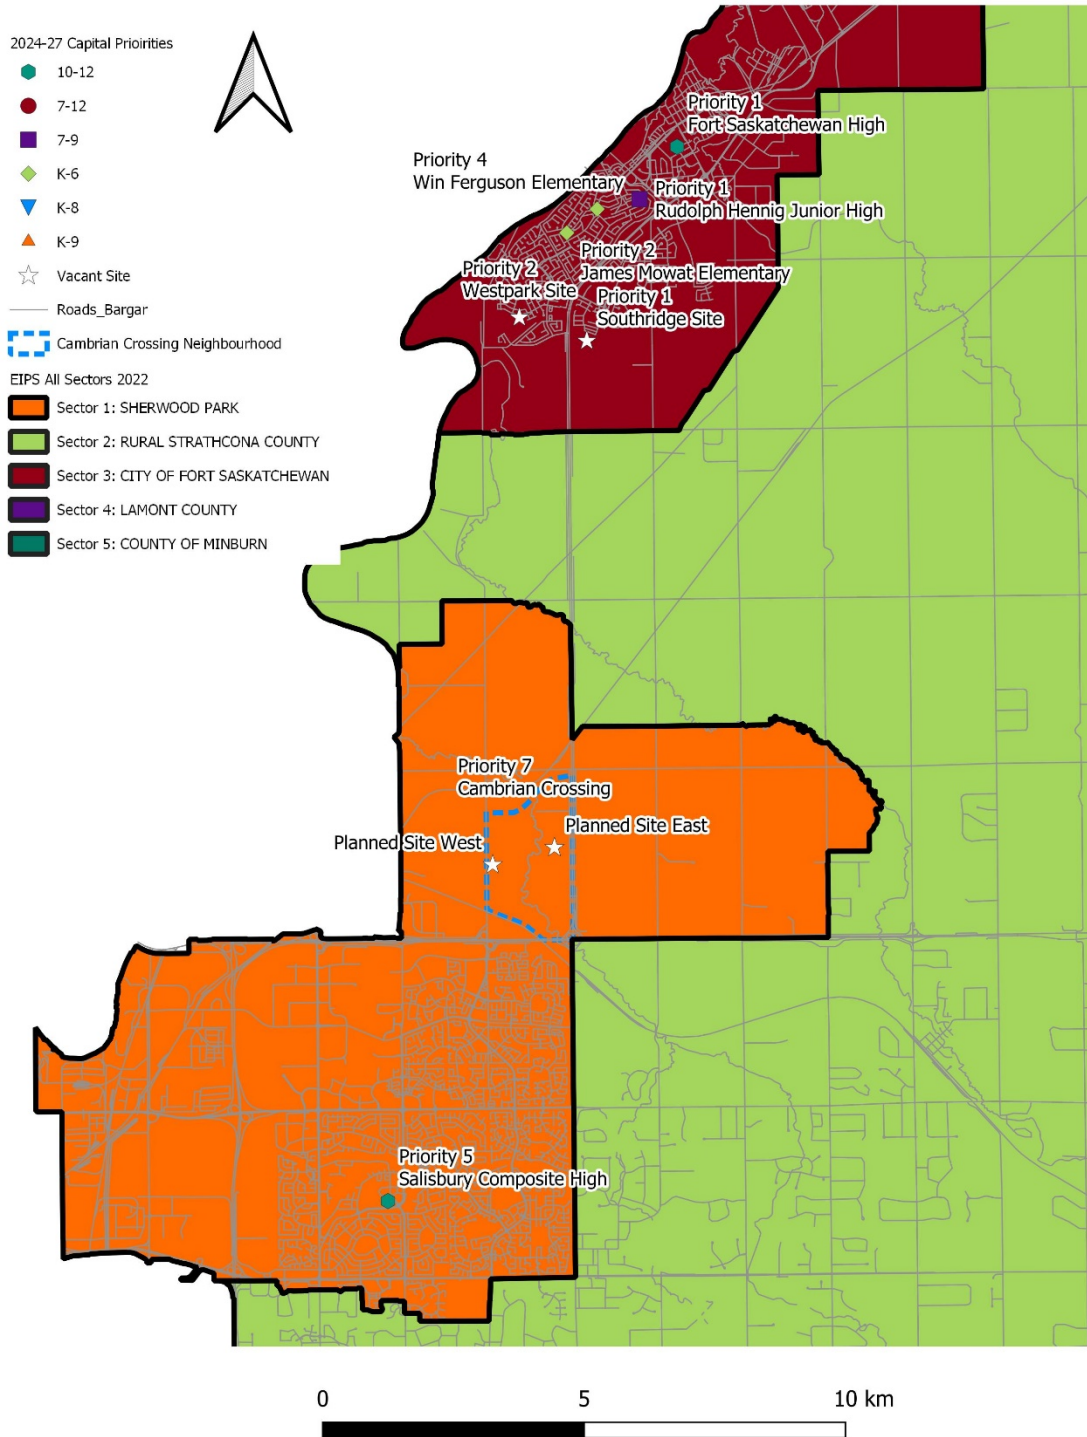 2024-27 Capital Prioirities
10-12
7-12
7-9
K-6
K-8
K-9
Vacant Site
Roads_Bargar
Cambrian Crossing Neighbourhood
EIPS All Sectors 2022
Sector 1: SHERWOOD PARK
Sector 2: RURAL STRATHCONA COUNTY
Sector 3: CITY OF FORT SASKATCHEWAN
Sector 4: LAMONT COUNTY
Sector 5: COUNTY OF MINBURN
Priority 1
Fort Saskatchewan High
Priority 4
Win Ferguson Elementary
Priority 1
Rudolph Hennig Junior High
Priority 2
James Mowat Elementary
Priority 2
Westpark Site
Priority 1
Southridge Site
Priority 7
Cambrian Crossing
Planned Site East
Planned Site West
Priority 5
Salisbury Composite High
0 5 10 km